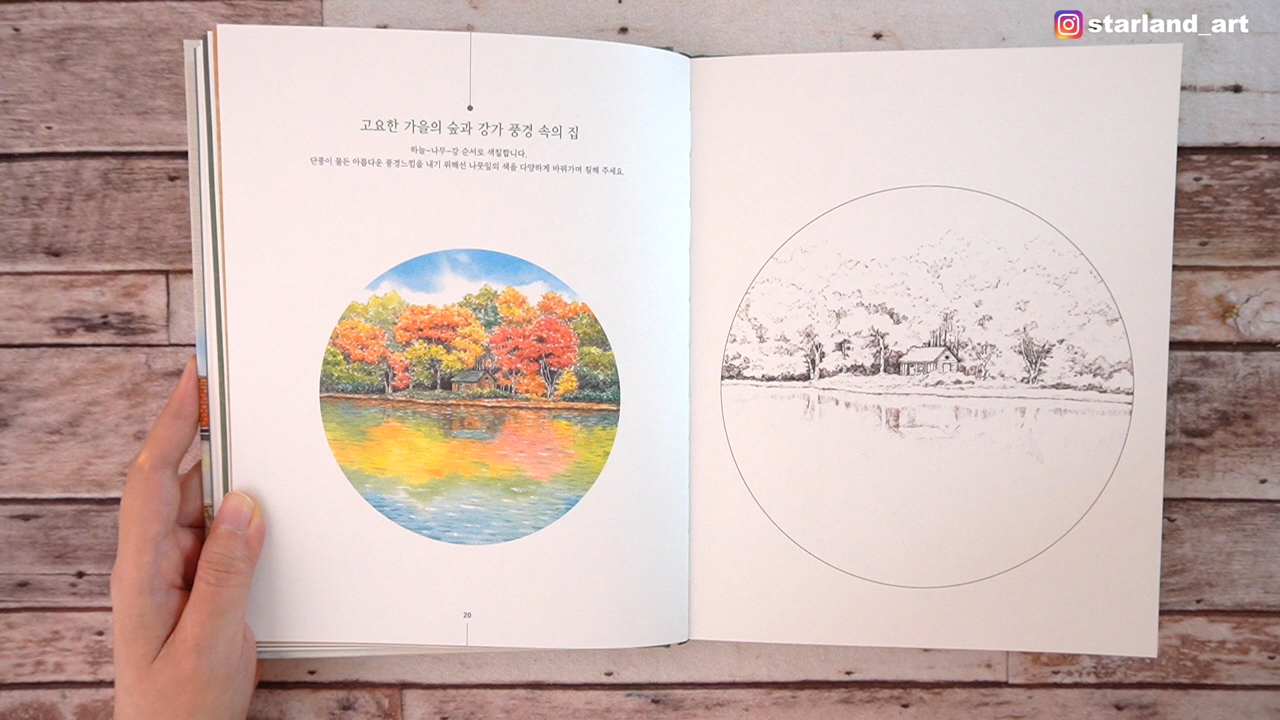 starland_art
고요한 가을의 숲과 강가 풍경 속의 집
하늘-나무-강 순서로 색칠합니다.
단풍이 물든 아름다운 풍경느낌을 내기 위해선 나뭇잎의 색을 다양하게 바꿔가며 칠해 주세요.
20